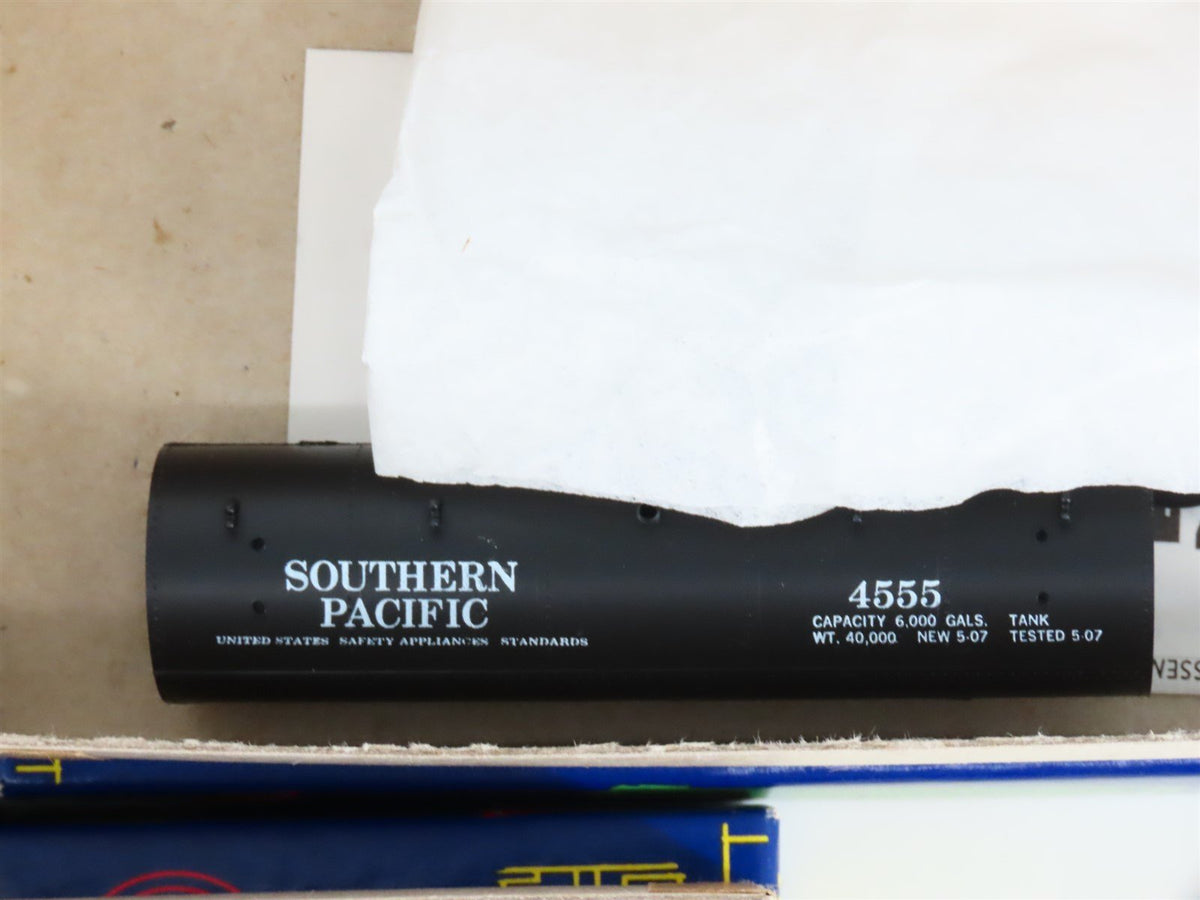 SOUTHERN
PACIFIC
UNITED STATES SAFETY APPLIANCES STANDARDS
4555
CAPACITY 6,000 GALS. TANK
WT. 40,000 NEW 5-07 TESTED 5-07